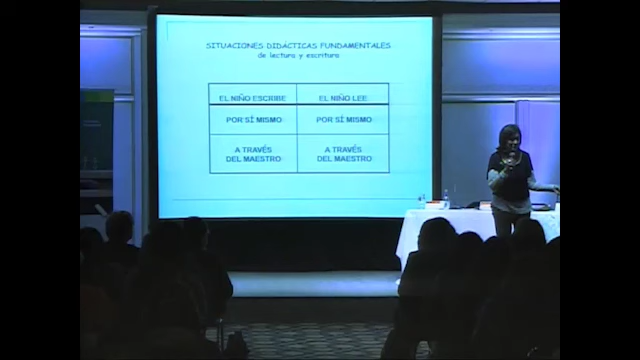 SITUACIONES DIDÁCTICAS FUNDAMENTALES
de lectura y escritura
EL NIÑO ESCRIBE
EL NIÑO LEE
POR SÍ MISMO
POR SÍ MISMO
A TRAVÉS
DEL MAESTRO
A TRAVÉS
DEL MAESTRO